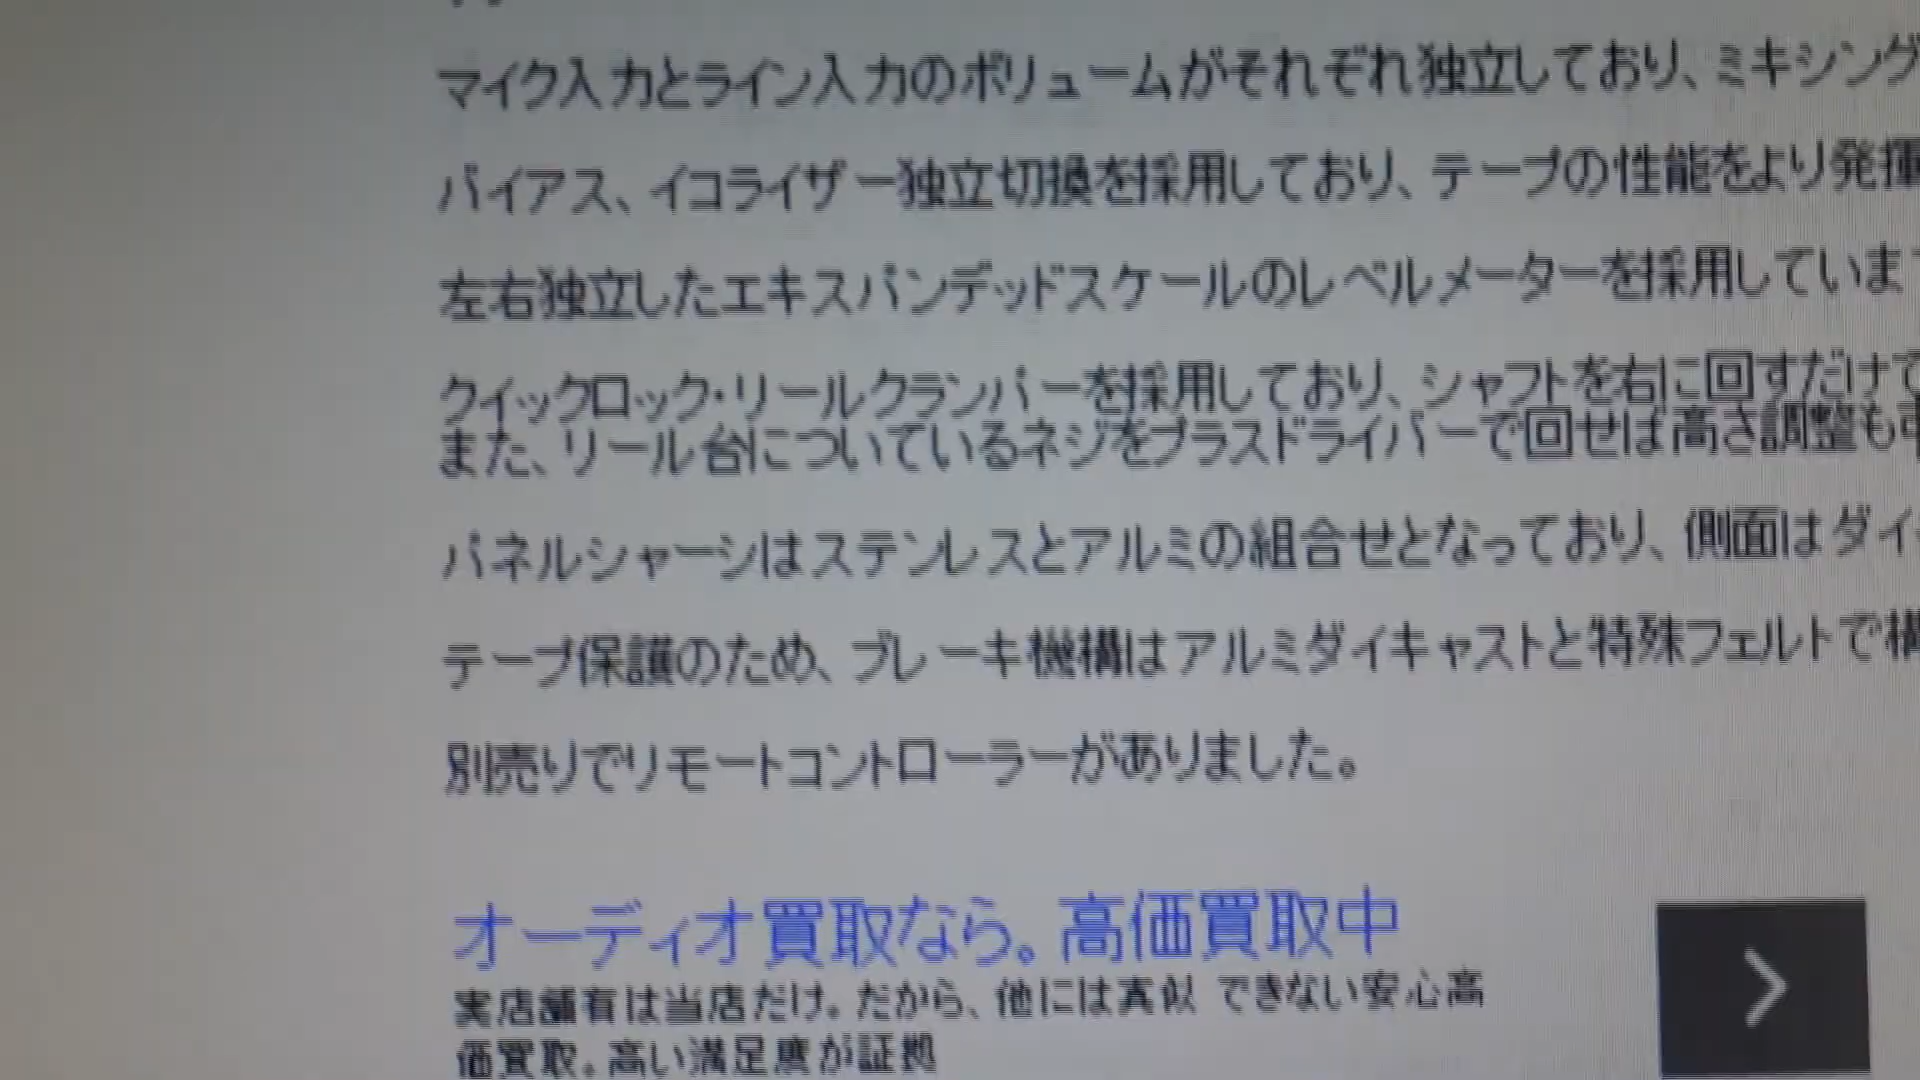 マイク入力とライン入力のボリュームがそれぞれ独立しており、ミキシング
バイアス、イコライザー独立切換を採用しており、テープの性能をより発揮
左右独立したエキスパンデッドスケールのレベルメーターを採用していま
クイックロック・リールクランパーを採用しており、シャフトを右に回すだけで
また、リール台についているネジをプラスドライバーで回せば高さ調整も可
パネルシャーシはステンレスとアルミの組合せとなっており、側面はダイ
テープ保護のため、ブレーキ機構はアルミダイキャストと特殊フェルトで構
別売りでリモートコントローラーがありました。
オーディオ買取なら。高価買取中
実店舗有は当店だけ。だから、他には真似 できない安心高
価買取。高い満足度が証拠